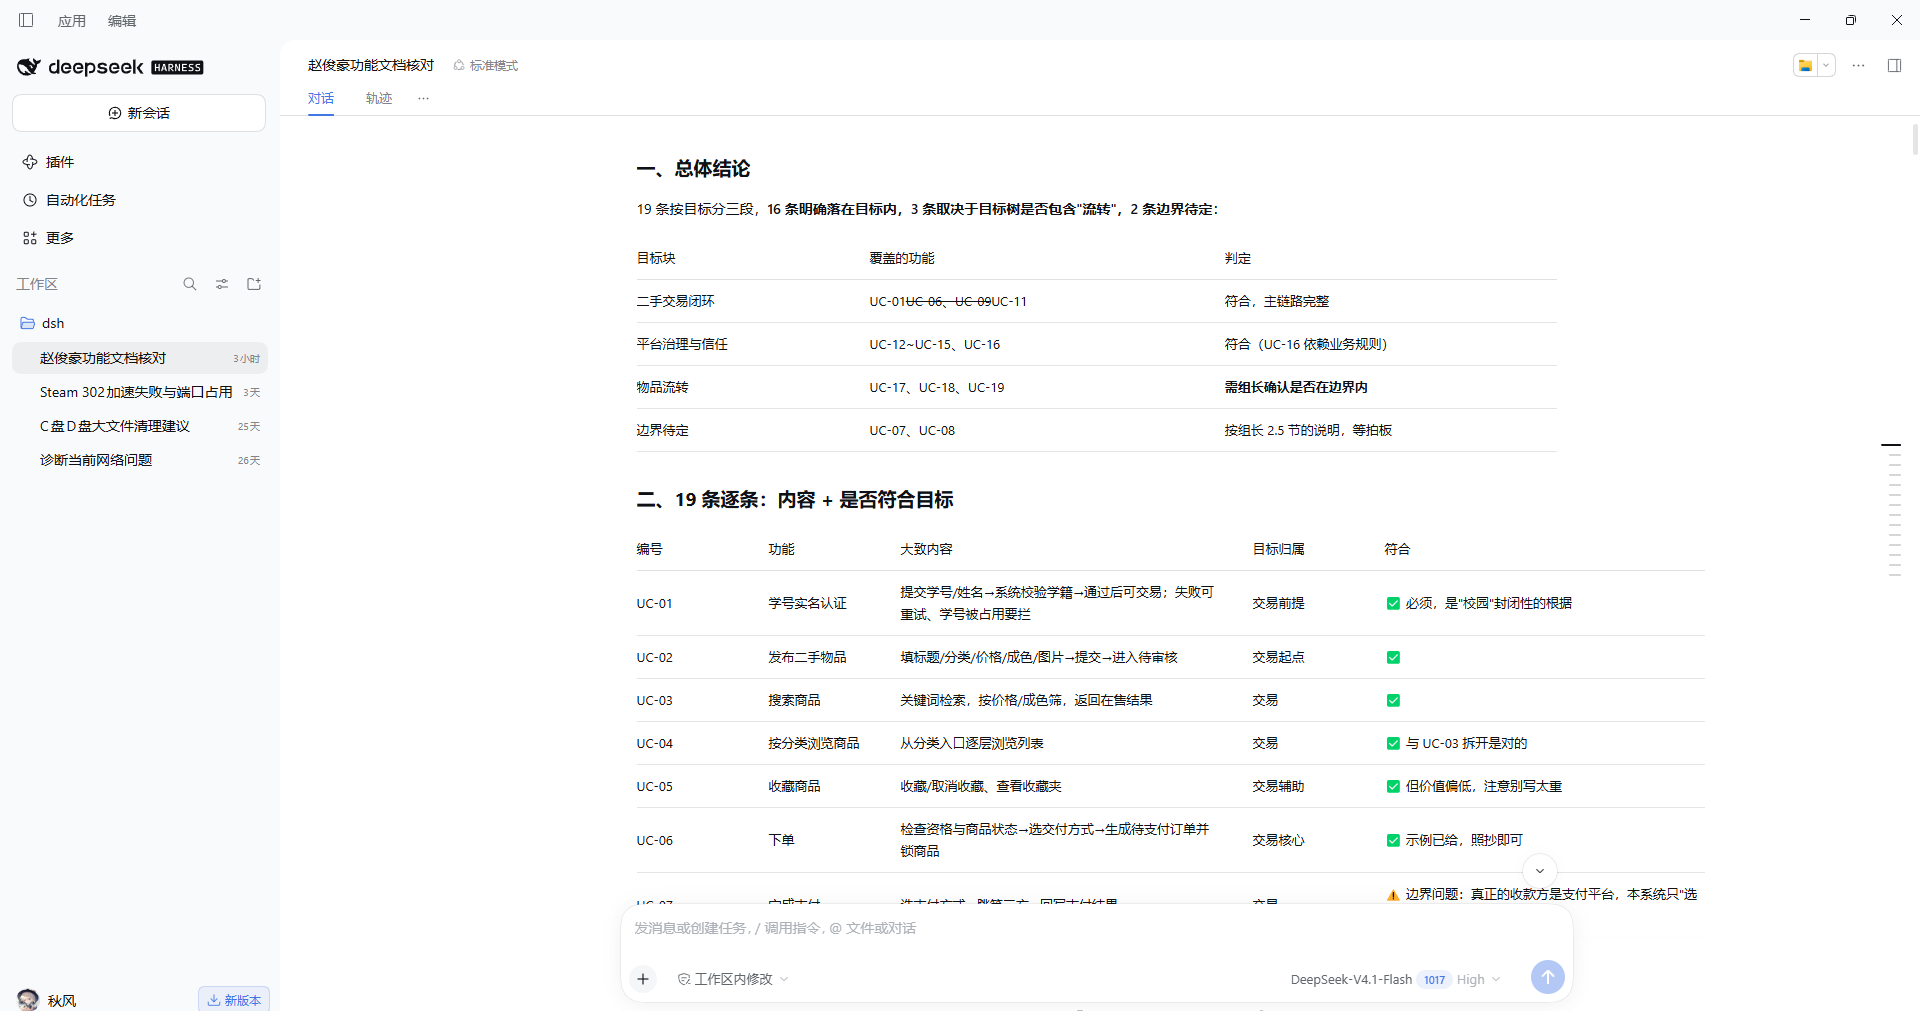 应用 编辑
deepseek HARNESS
新会话
插件
自动化任务
更多
工作区
dsh
赵俊豪功能文档核对 3小时
Steam 302加速失败与端口占用 3天
C盘D盘大文件清理建议 25天
诊断当前网络问题 26天
秋风 新版本
赵俊豪功能文档核对 标准模式
对话 轨迹 ···
一、总体结论
19 条按目标分三段，16 条明确落在目标内，3 条取决于目标树是否包含"流转"，2 条边界待定：
目标块 覆盖的功能 判定
二手交易闭环 UC-01UC-06、UC-09UC-11 符合，主链路完整
平台治理与信任 UC-12~UC-15、UC-16 符合（UC-16 依赖业务规则）
物品流转 UC-17、UC-18、UC-19 需组长确认是否在边界内
边界待定 UC-07、UC-08 按组长 2.5 节的说明，等拍板
二、19 条逐条：内容 + 是否符合目标
编号 功能 大致内容 目标归属 符合
UC-01 学号实名认证 提交学号/姓名→系统校验学籍→通过后可交易；失败可重试、学号被占用要拦 交易前提 ✅ 必须，是"校园"封闭性的根据
UC-02 发布二手物品 填标题/分类/价格/成色/图片→提交→进入待审核 交易起点 ✅
UC-03 搜索商品 关键词检索，按价格/成色筛，返回在售结果 交易 ✅
UC-04 按分类浏览商品 从分类入口逐层浏览列表 交易 ✅ 与 UC-03 拆开是对的
UC-05 收藏商品 收藏/取消收藏、查看收藏夹 交易辅助 ✅ 但价值偏低，注意别写太重
UC-06 下单 检查资格与商品状态→选交付方式→生成待支付订单并锁商品 交易核心 ✅ 示例已给，照抄即可
⚠ 边界问题：真正的收款方是支付平台，本系统只"选
发消息或创建任务, / 调用指令, @ 文件或对话
工作区内修改
DeepSeek-V4.1-Flash 1017 High